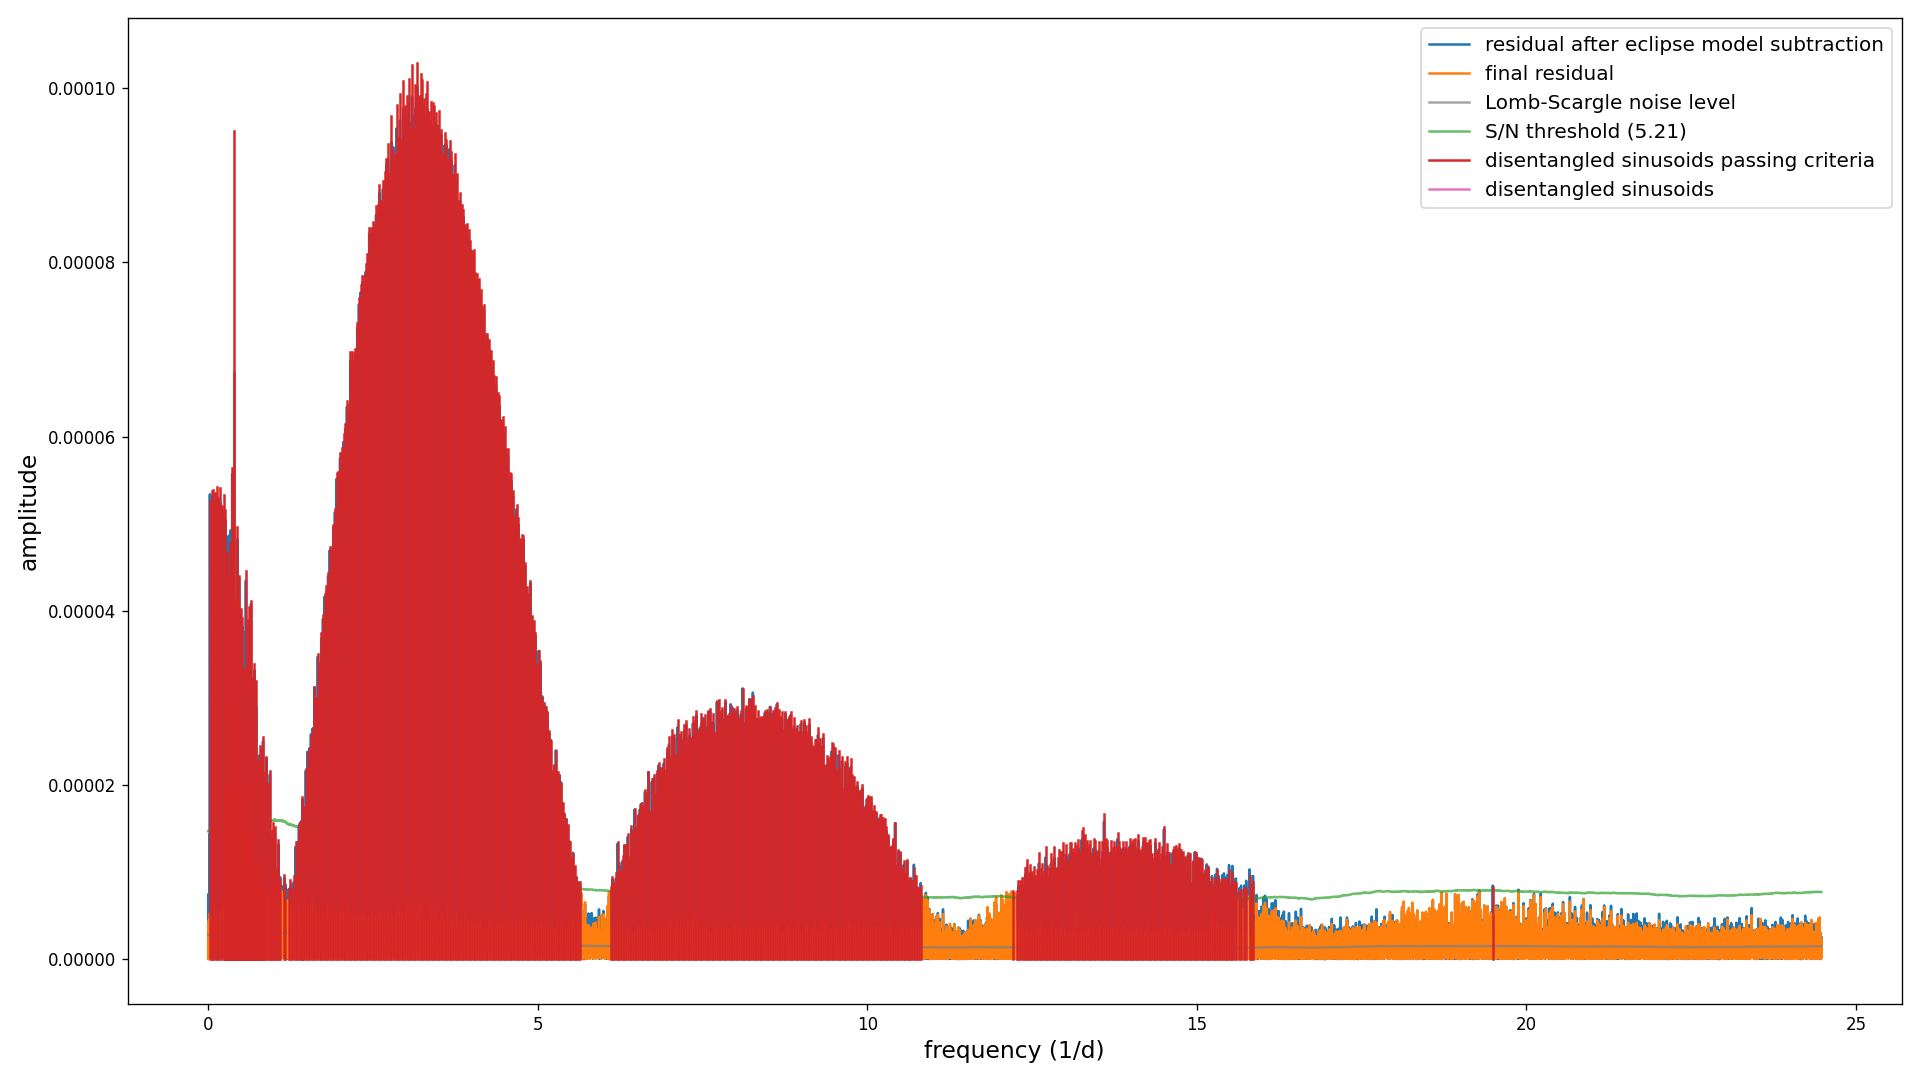 residual after eclipse model subtraction
final residual
Lomb-Scargle noise level
S/N threshold (5.21)
disentangled sinusoids passing criteria
disentangled sinusoids
0.00010
0.00008
0.00006
0.00004
0.00002
0.00000
amplitude
0 5 10 15 20 25
frequency (1/d)